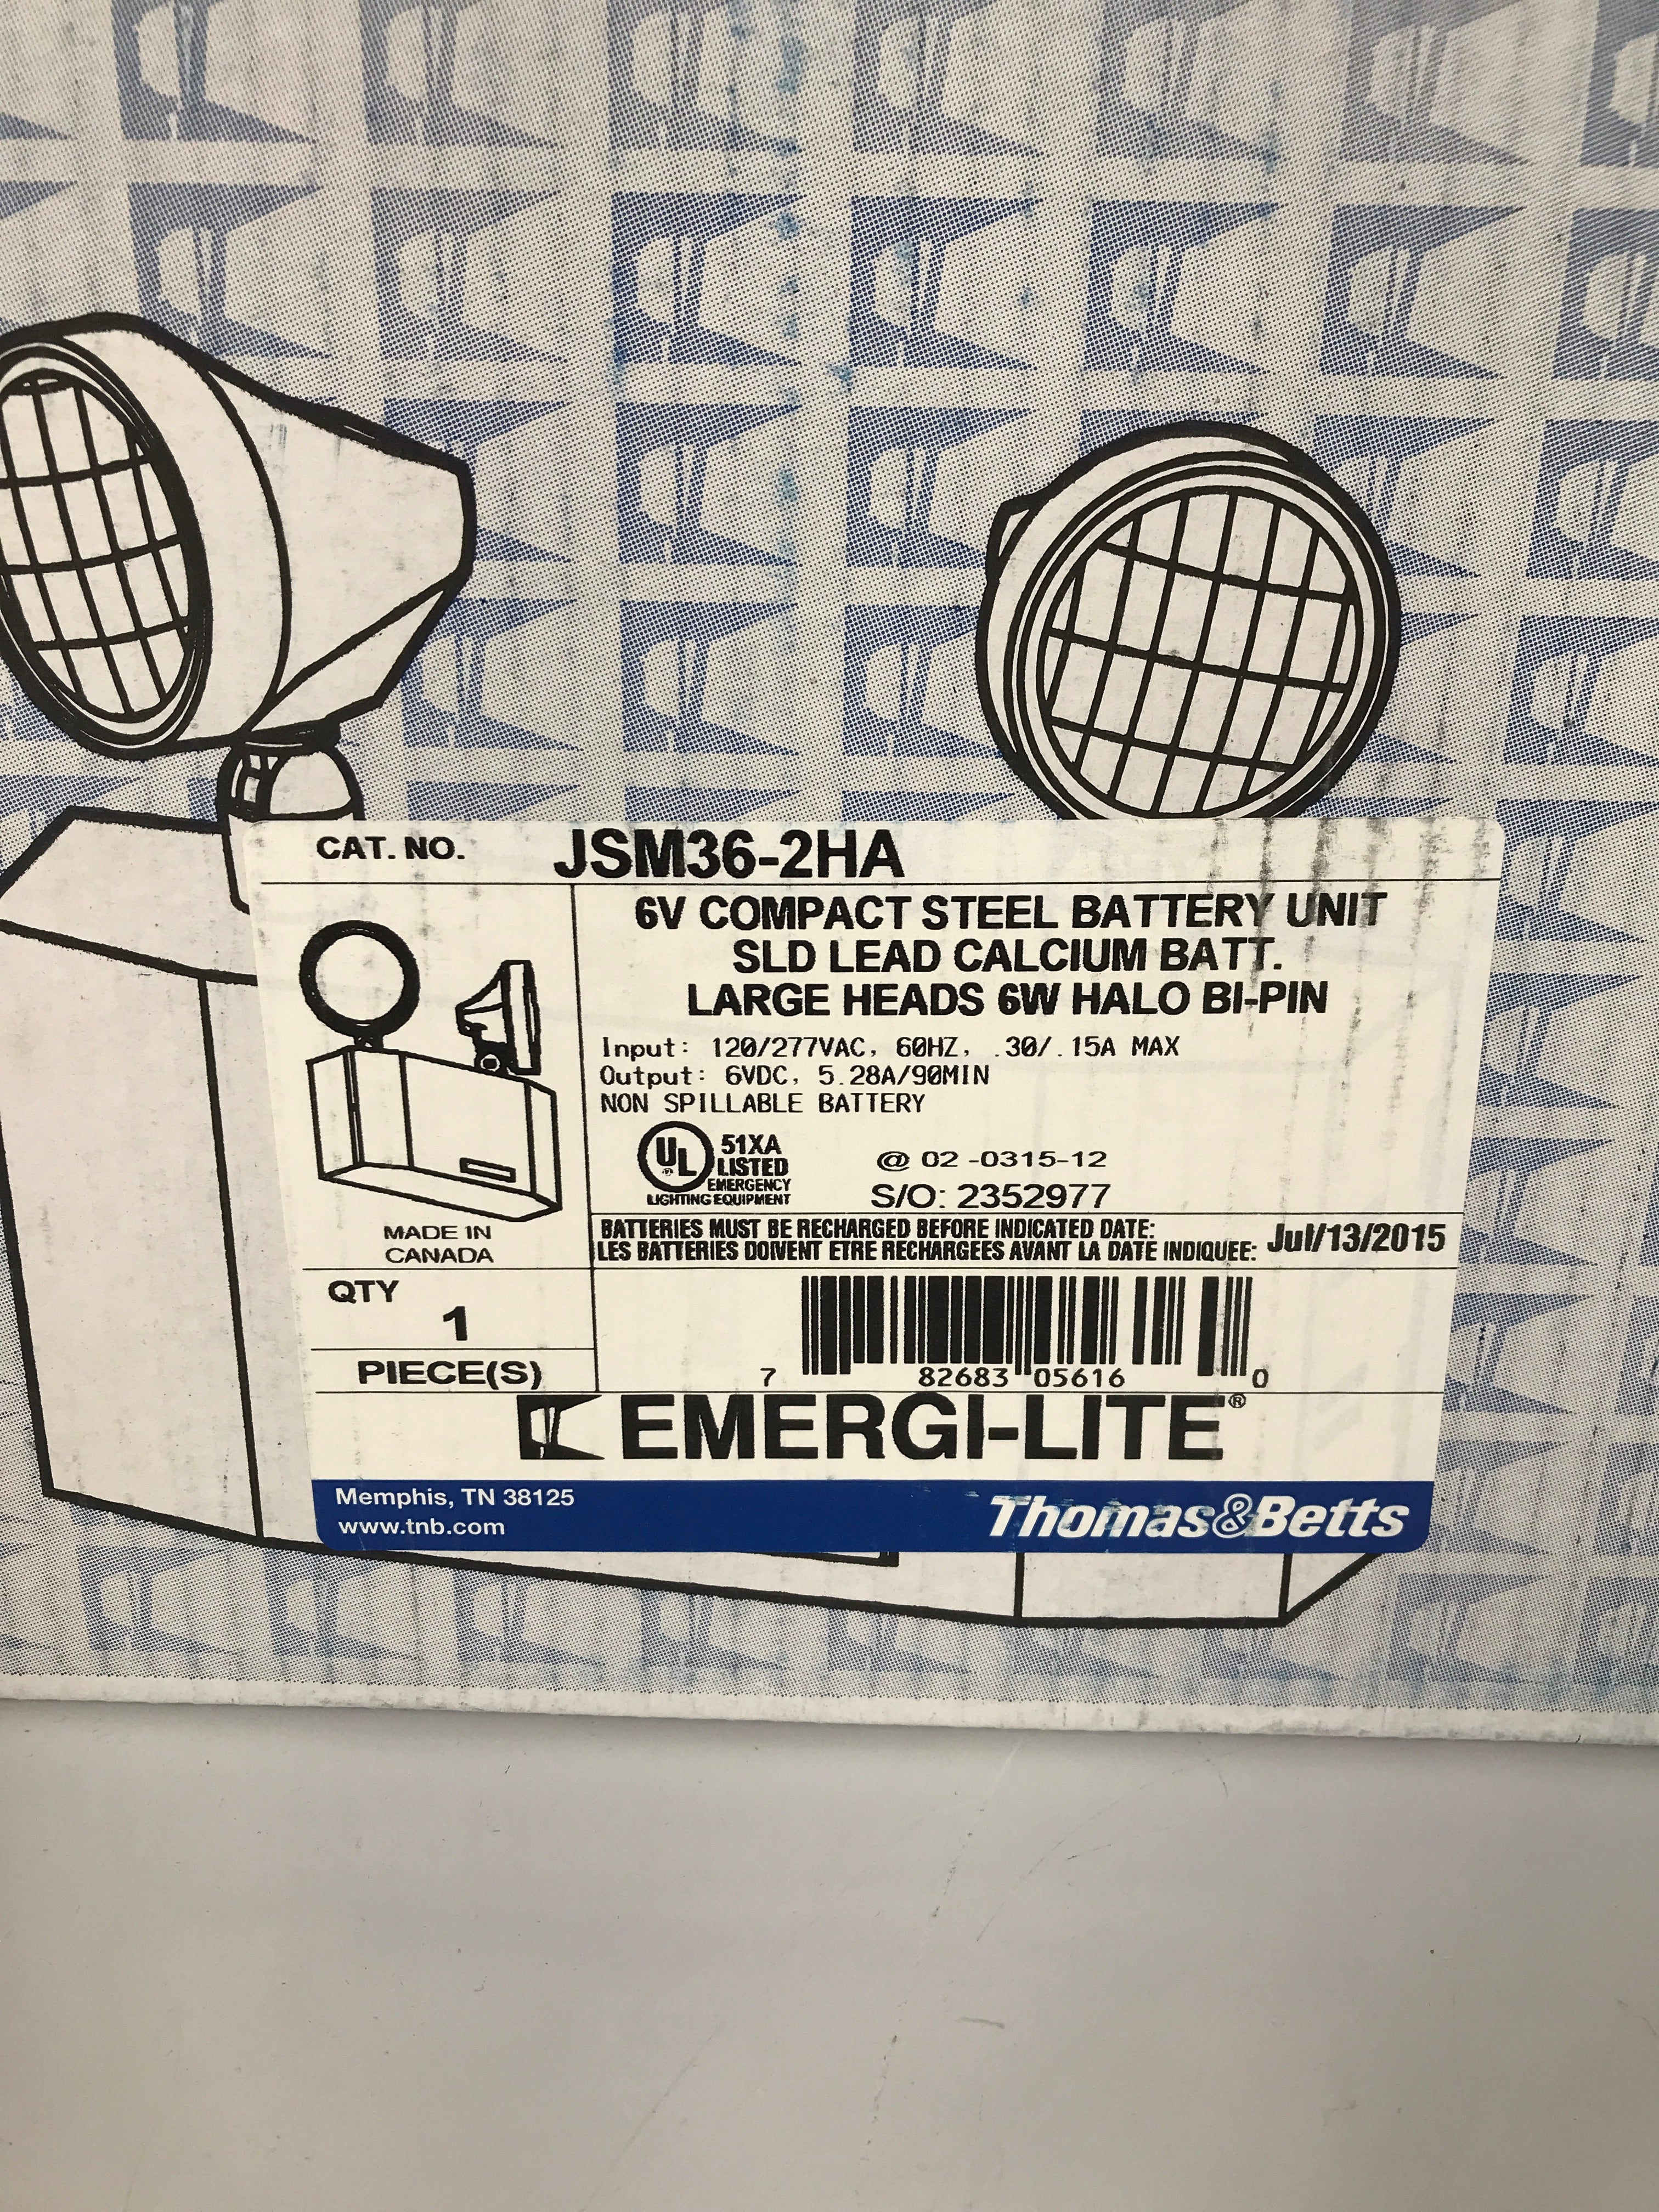 CAT. NO. JSM36-2HA
6V COMPACT STEEL BATTERY UNIT
SLD LEAD CALCIUM BATT.
LARGE HEADS 6W HALO BI-PIN
Input: 120/277VAC, 60HZ, .30/.15A MAX
Output: 6VDC, 5.28A/90MIN
NON SPILLABLE BATTERY
UL 51XA
LISTED
EMERGENCY
LIGHTING EQUIPMENT
@ 02 -0315-12
S/O: 2352977
MADE IN
CANADA
BATTERIES MUST BE RECHARGED BEFORE INDICATED DATE:
LES BATTERIES DOIVENT ETRE RECHARGEES AVANT LA DATE INDIQUEE: Jul/13/2015
QTY
1
PIECE(S)
7 82683 05616 0
EMERGI-LITE®
Memphis, TN 38125
www.tnb.com
Thomas&Betts